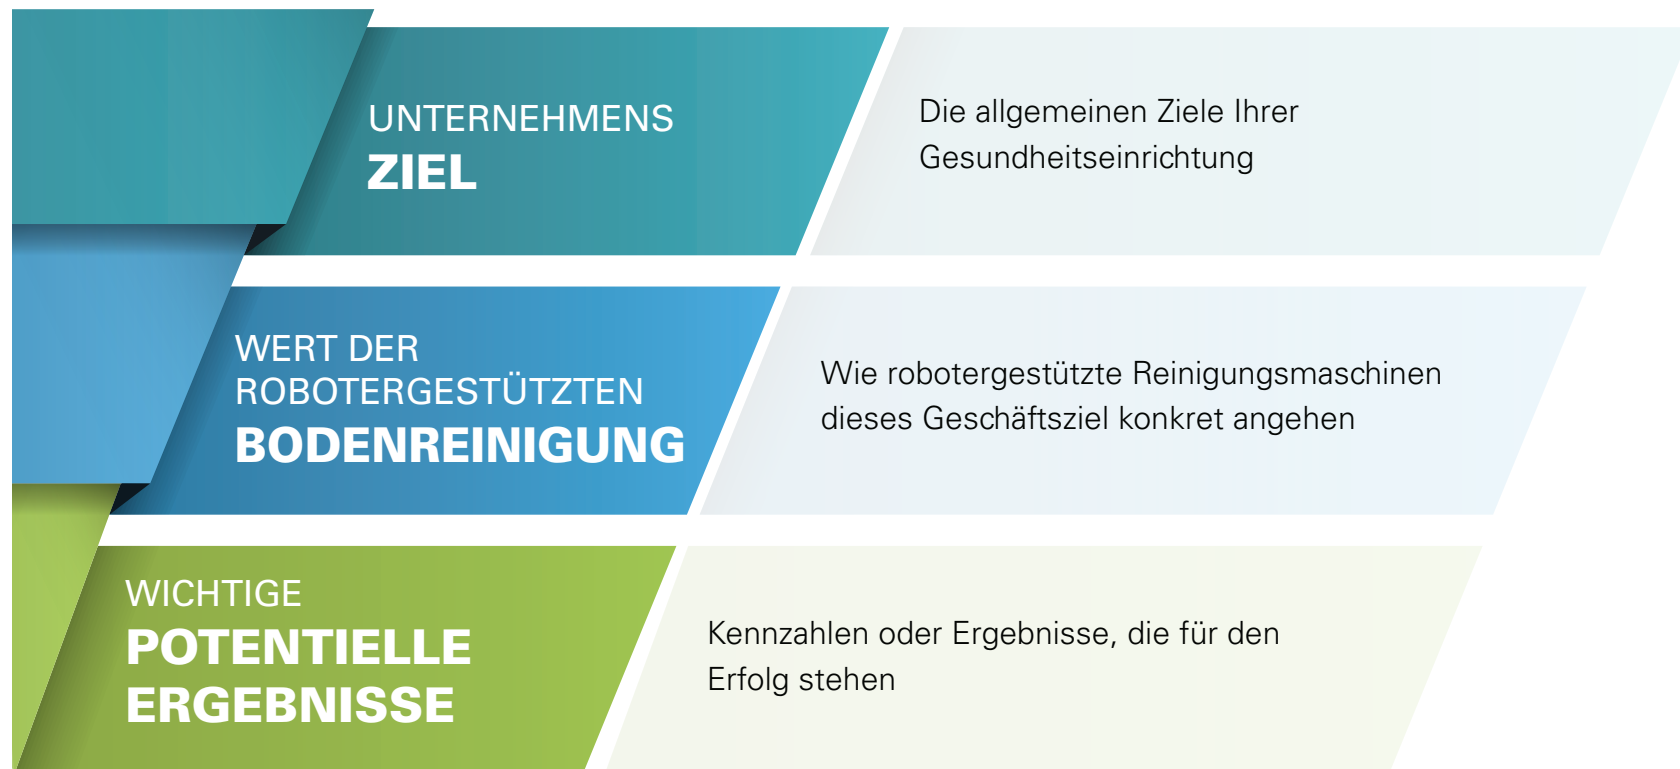 UNTERNEHMENS
ZIEL
Die allgemeinen Ziele Ihrer
Gesundheitseinrichtung
WERT DER
ROBOTERGESTÜTZTEN
BODENREINIGUNG
Wie robotergestützte Reinigungsmaschinen
dieses Geschäftsziel konkret angehen
WICHTIGE
POTENTIELLE
ERGEBNISSE
Kennzahlen oder Ergebnisse, die für den
Erfolg stehen